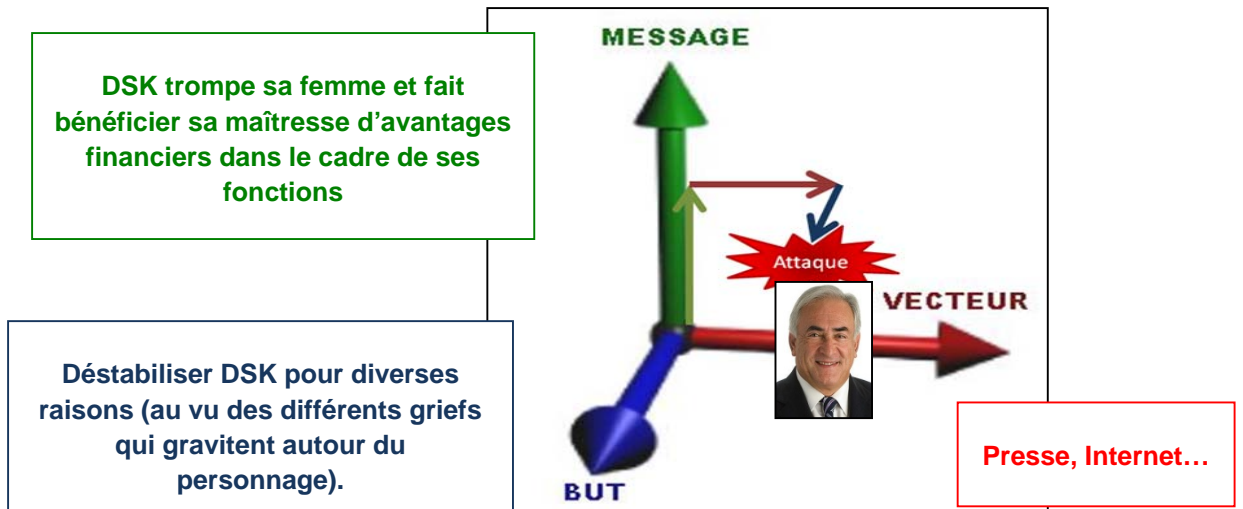 MESSAGE
DSK trompe sa femme et fait
bénéficier sa maîtresse d’avantages
financiers dans le cadre de ses
fonctions
Attaque
VECTEUR
Déstabiliser DSK pour diverses
raisons (au vu des différents griefs
qui gravitent autour du
personnage).
Presse, Internet…
BUT